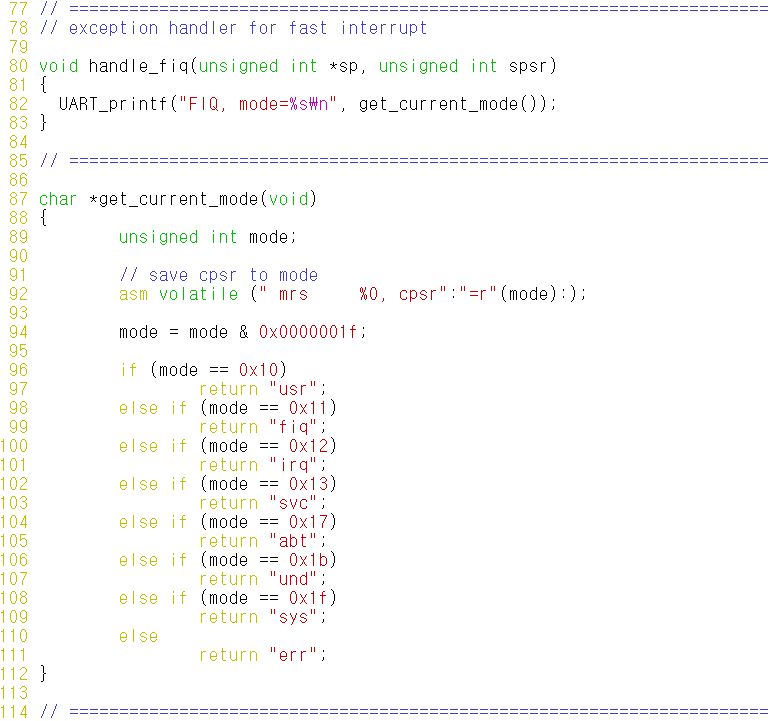 77 // ======================================================================
78 // exception handler for fast interrupt
79
80 void handle_fiq(unsigned int *sp, unsigned int spsr)
81 {
82   UART_printf("FIQ, mode=%s₩n", get_current_mode());
83 }
84
85 // ======================================================================
86
87 char *get_current_mode(void)
88 {
89         unsigned int mode;
90
91         // save cpsr to mode
92         asm volatile (" mrs     %0, cpsr":"=r"(mode):);
93
94         mode = mode & 0x0000001f;
95
96         if (mode == 0x10)
97                 return "usr";
98         else if (mode == 0x11)
99                 return "fiq";
100         else if (mode == 0x12)
101                 return "irq";
102         else if (mode == 0x13)
103                 return "svc";
104         else if (mode == 0x17)
105                 return "abt";
106         else if (mode == 0x1b)
107                 return "und";
108         else if (mode == 0x1f)
109                 return "sys";
110         else
111                 return "err";
112 }
113
114 // ======================================================================